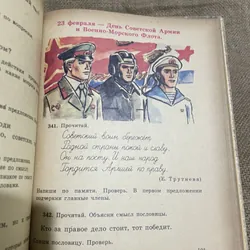 23 февраля — День Советской Армии
и Военно-Морского Флота.
341. Прочитай.
Советский воин бережёт
Родной страны покой и славу.
Он на посту, и наш народ
Гордится Армией по праву.
(К. Трутнева)
Напиши по памяти. Проверь. В первом предложении
подчеркни главные члены.
342. Прочитай. Объясни смысл пословицы.
Кто за правое дело стоит, тот победит.
пословицу. Проверь.